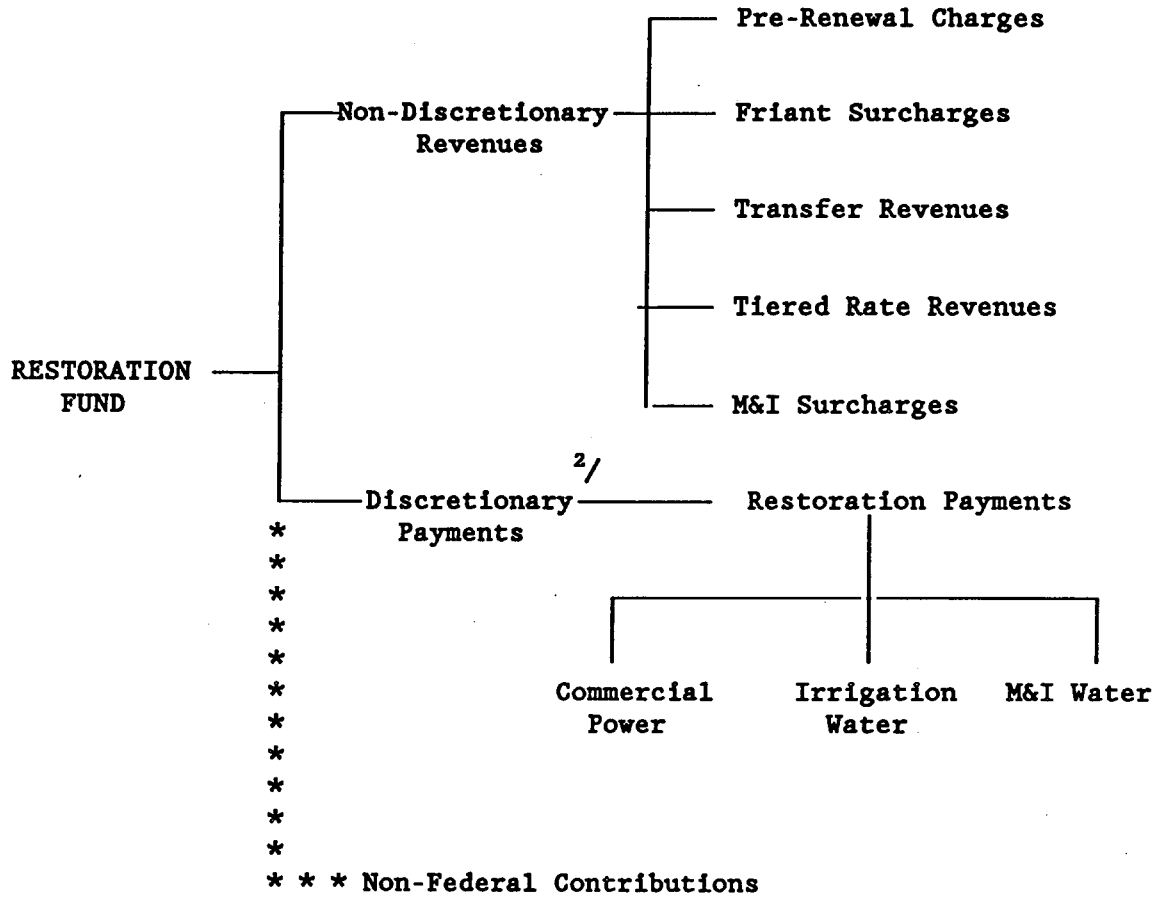 Pre-Renewal Charges
Non-Discretionary
Revenues
Friant Surcharges
Transfer Revenues
Tiered Rate Revenues
RESTORATION
FUND
M&I Surcharges
2/
Discretionary
Payments
Restoration Payments
Commercial
Power
Irrigation
Water
M&I Water
*
*
*
*
*
*
*
*
*
*
*
* * * Non-Federal Contributions